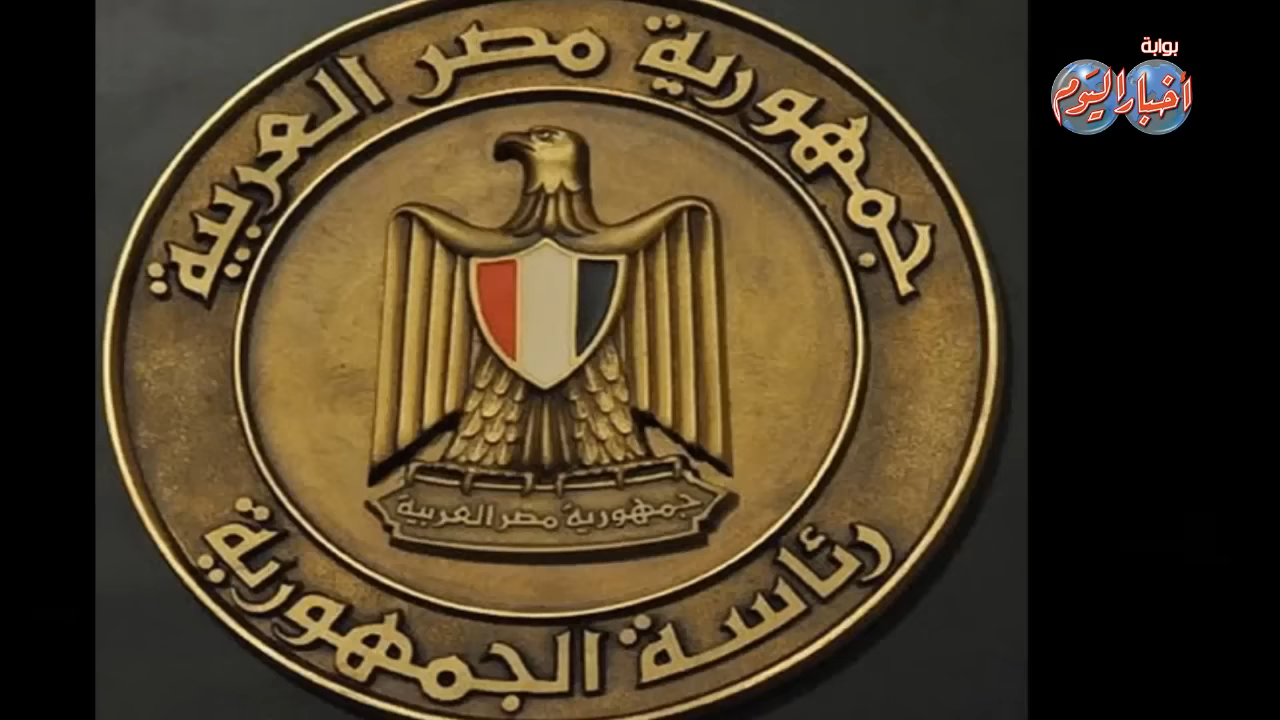 بوابة
أخبار اليوم
جمهورية مصر العربية
جمهورية مصر العربية
رئاسة الجمهورية